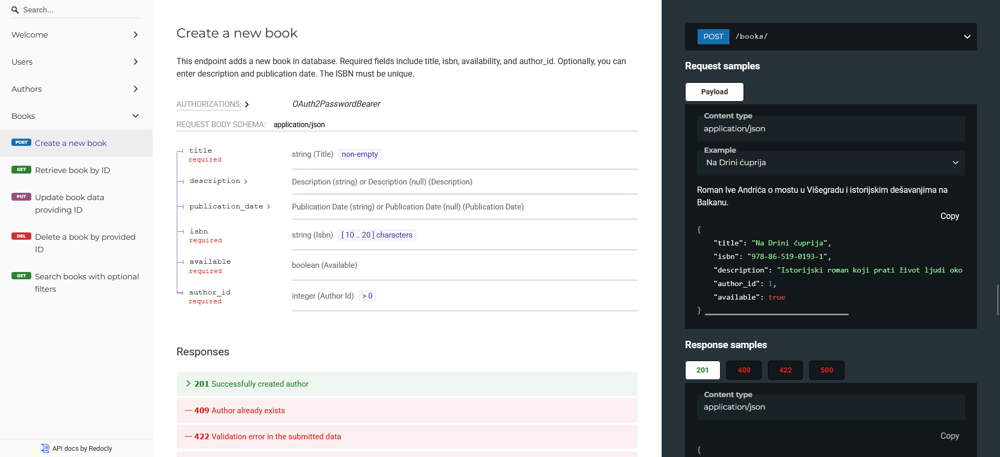 Search...
Welcome
Users
Authors
Books
POST Create a new book
GET Retrieve book by ID
PUT Update book data
providing ID
DEL Delete a book by provided
ID
GET Search books with optional
filters
API docs by Redocly
Create a new book
This endpoint adds a new book in database. Required fields include title, isbn, availability, and author_id. Optionally, you can
enter description and publication date. The ISBN must be unique.
AUTHORIZATIONS: OAuth2PasswordBearer
REQUEST BODY SCHEMA: application/json
title
required
string (Title) non-empty
description Description (string) or Description (null) (Description)
publication_date Publication Date (string) or Publication Date (null) (Publication Date)
isbn
required
string (Isbn) [ 10 .. 20 ] characters
available
required
boolean (Available)
author_id
required
integer (Author Id) > 0
Responses
201 Successfully created author
— 409 Author already exists
— 422 Validation error in the submitted data
POST /books/
Request samples
Payload
Content type
application/json
Example
Na Drini ćuprija
Roman Ive Andrića o mostu u Višegradu i istorijskim dešavanjima na
Balkanu.
Copy
{
"title": "Na Drini ćuprija",
"isbn": "978-86-519-0193-1",
"description": "Istorijski roman koji prati život ljudi oko
"author_id": 1,
"available": true
}
Response samples
201 409 422 500
Content type
application/json
Copy
{